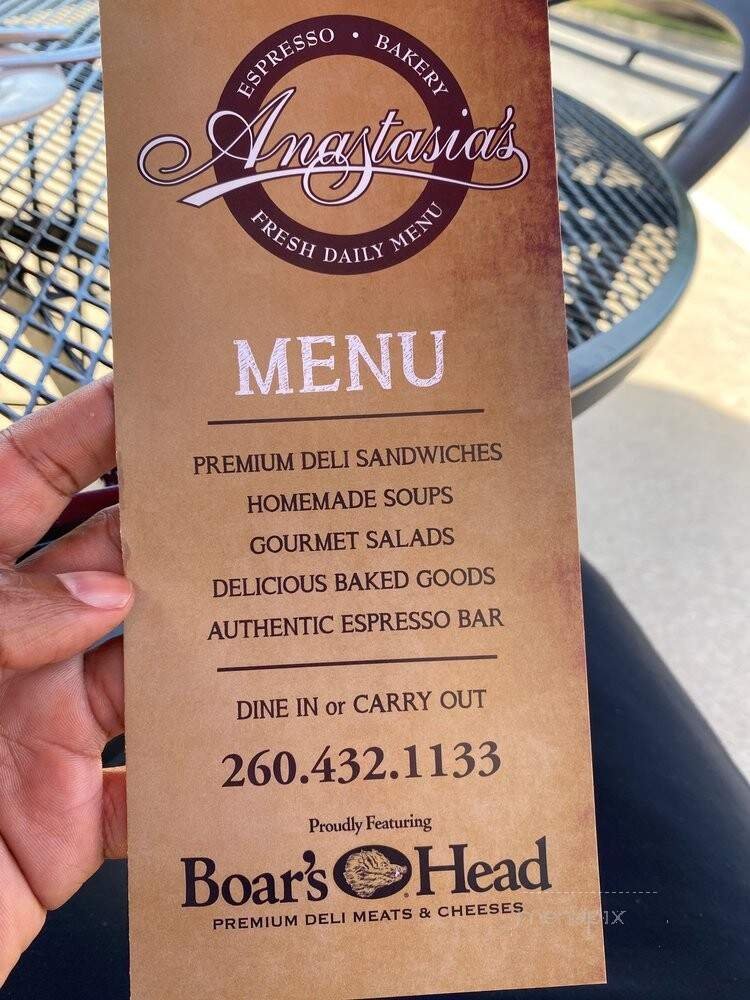 ESPRESSO • BAKERY
Anastasia's
FRESH DAILY MENU
MENU
PREMIUM DELI SANDWICHES
HOMEMADE SOUPS
GOURMET SALADS
DELICIOUS BAKED GOODS
AUTHENTIC ESPRESSO BAR
DINE IN or CARRY OUT
260.432.1133
Proudly Featuring
Boar's Head
PREMIUM DELI MEATS & CHEESES